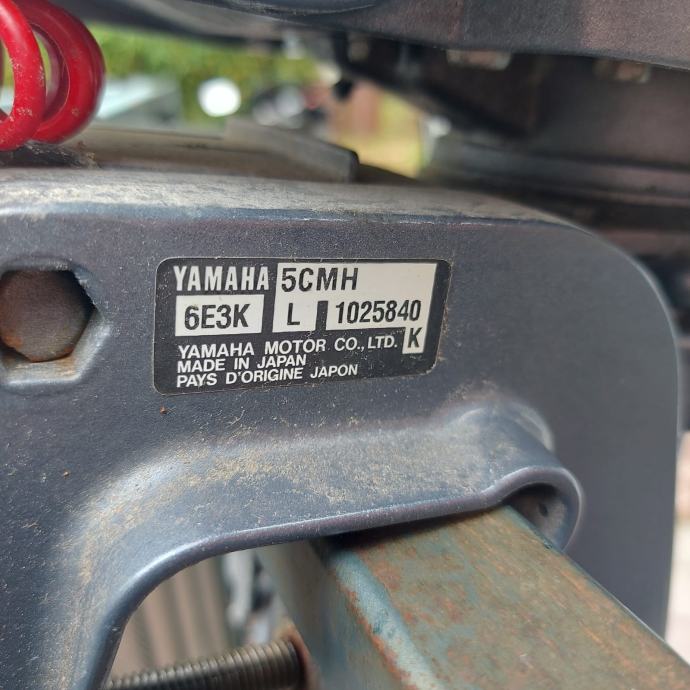 YAMAHA 5CMH
6E3K L 1025840
K
YAMAHA MOTOR CO., LTD.
MADE IN JAPAN
PAYS D'ORIGINE JAPON